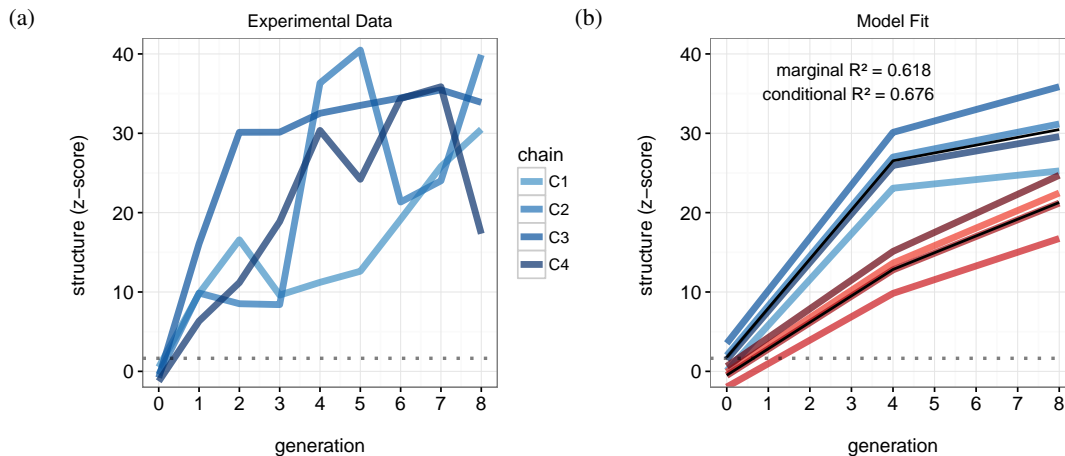 (a)
Experimental Data
structure (z−score)
40
30
20
10
0
0 1 2 3 4 5 6 7 8
generation
chain
C1
C2
C3
C4
(b)
Model Fit
marginal R² = 0.618
conditional R² = 0.676
structure (z−score)
40
30
20
10
0
0 1 2 3 4 5 6 7 8
generation